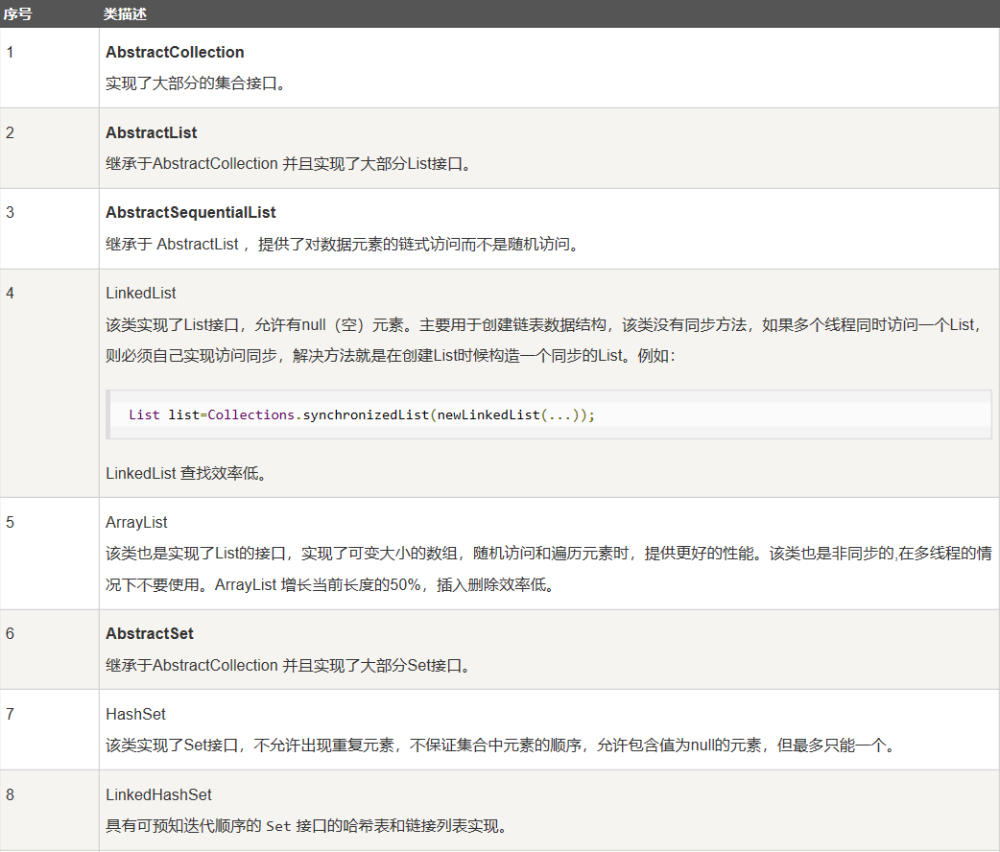 序号 类描述
1 AbstractCollection
实现了大部分的集合接口。
2 AbstractList
继承于AbstractCollection 并且实现了大部分List接口。
3 AbstractSequentialList
继承于 AbstractList ，提供了对数据元素的链式访问而不是随机访问。
4 LinkedList
该类实现了List接口，允许有null（空）元素。主要用于创建链表数据结构，该类没有同步方法，如果多个线程同时访问一个List，
则必须自己实现访问同步，解决方法就是在创建List时候构造一个同步的List。例如：
List list=Collections.synchronizedList(newLinkedList(...));
LinkedList 查找效率低。
5 ArrayList
该类也是实现了List的接口，实现了可变大小的数组，随机访问和遍历元素时，提供更好的性能。该类也是非同步的,在多线程的情
况下不要使用。ArrayList 增长当前长度的50%，插入删除效率低。
6 AbstractSet
继承于AbstractCollection 并且实现了大部分Set接口。
7 HashSet
该类实现了Set接口，不允许出现重复元素，不保证集合中元素的顺序，允许包含值为null的元素，但最多只能一个。
8 LinkedHashSet
具有可预知迭代顺序的 Set 接口的哈希表和链接列表实现。